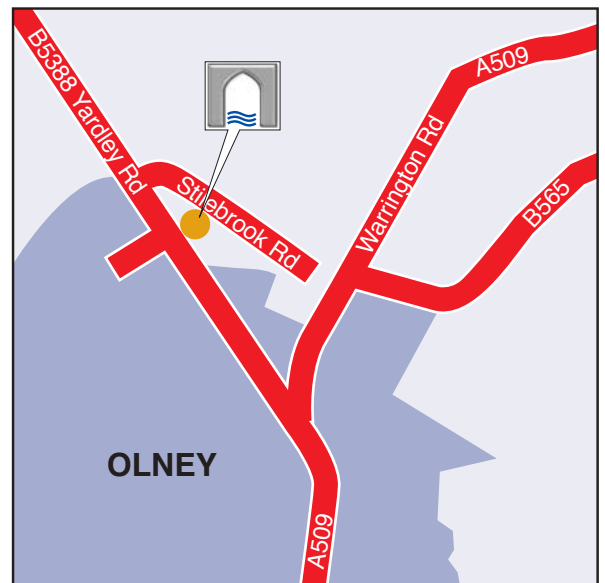 B5388 Yardley Rd
A509
Stilebrook Rd
Warrington Rd
B565
OLNEY
A509